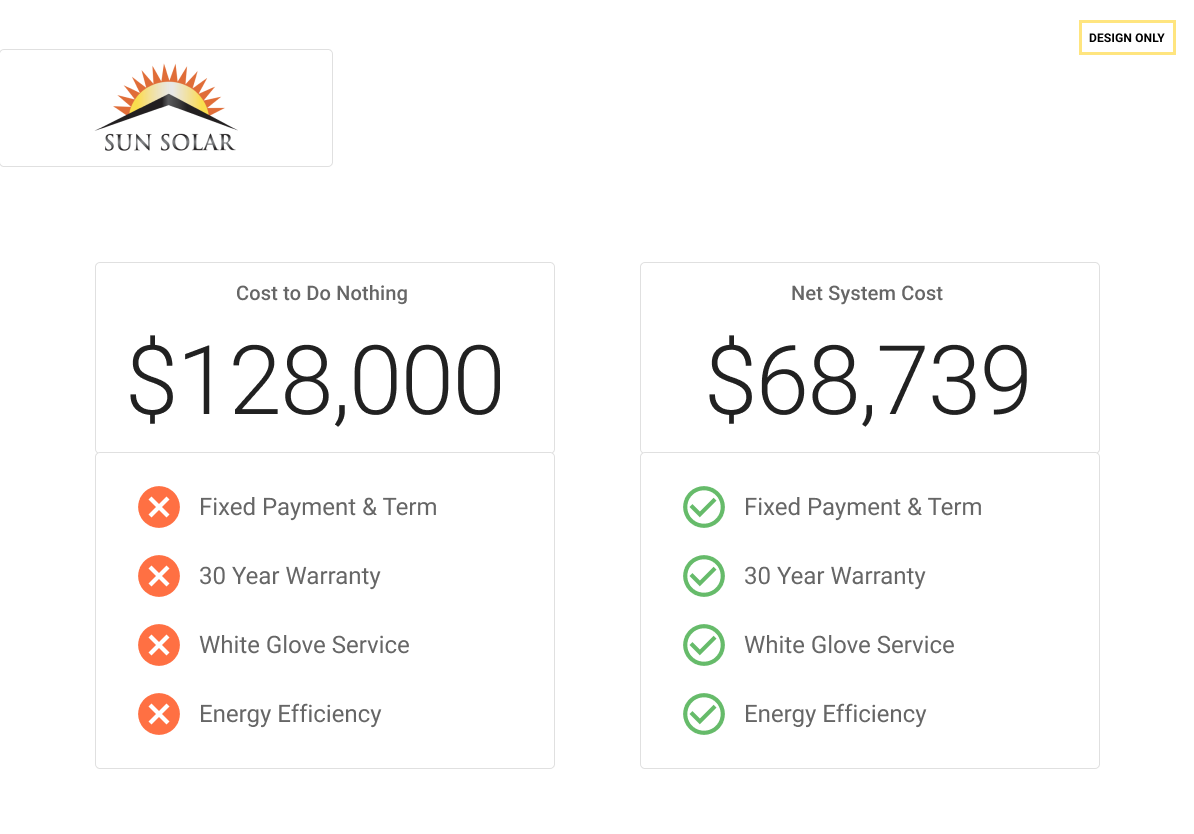 DESIGN ONLY
SUN SOLAR
Cost to Do Nothing
$128,000
Fixed Payment & Term
30 Year Warranty
White Glove Service
Energy Efficiency
Net System Cost
$68,739
Fixed Payment & Term
30 Year Warranty
White Glove Service
Energy Efficiency